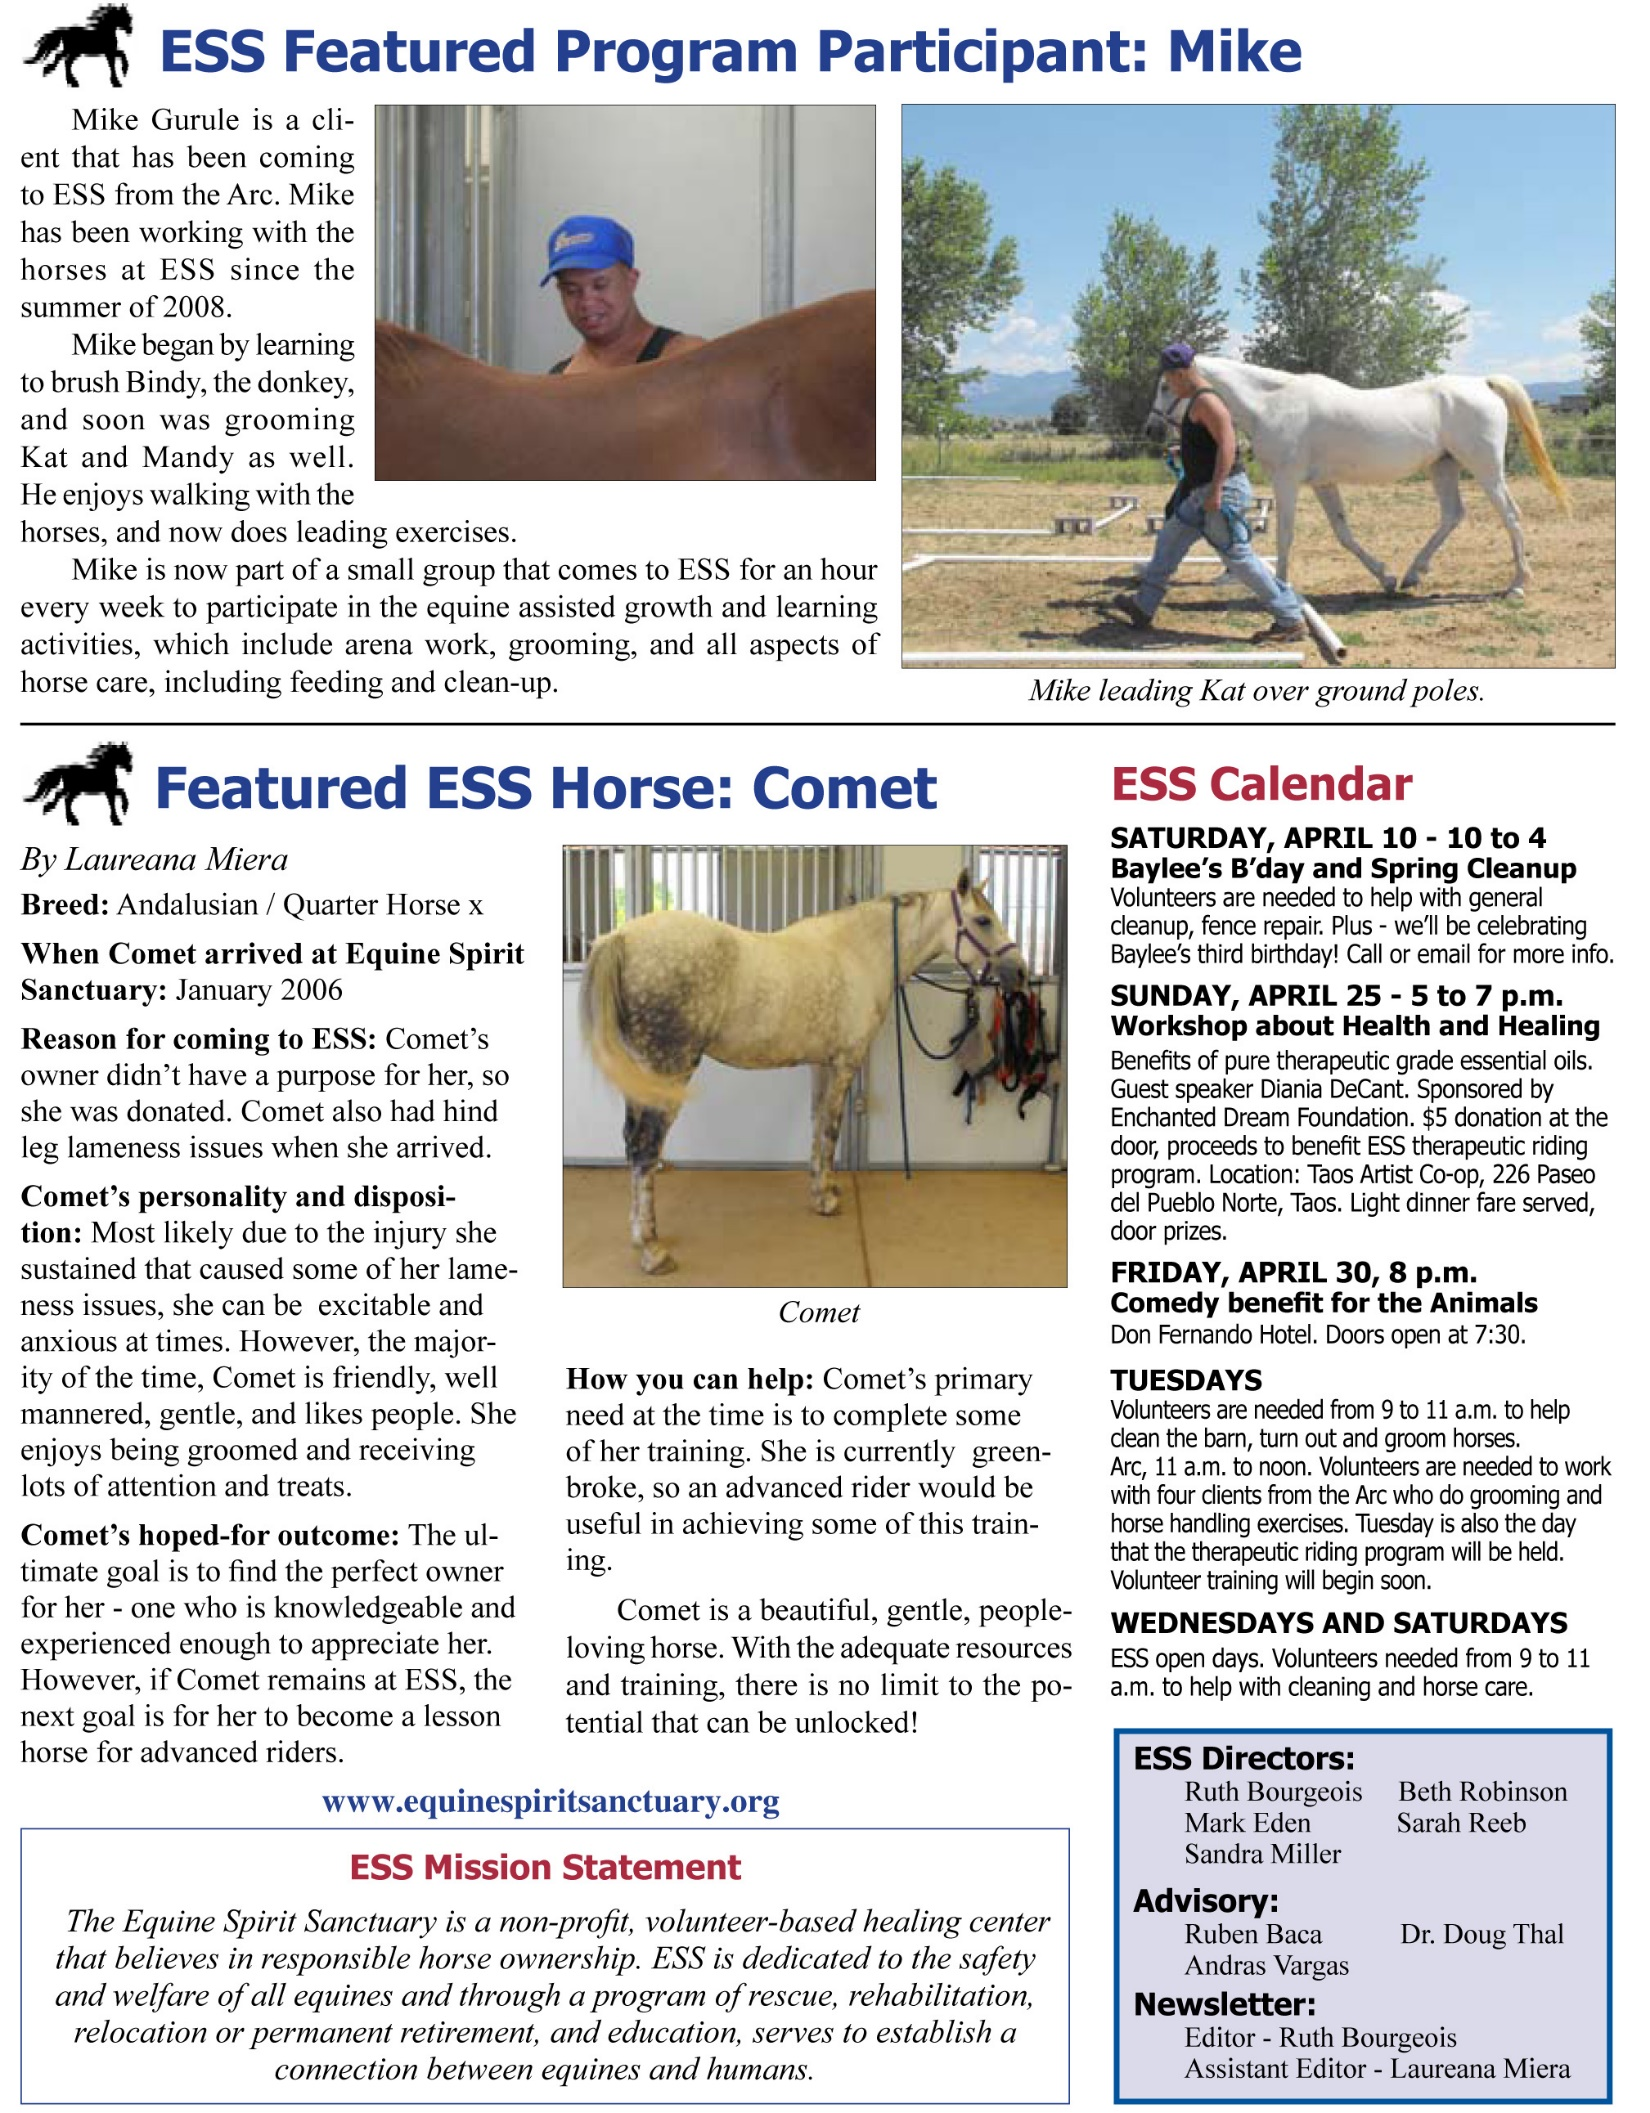 ESS Featured Program Participant: Mike
Mike Gurule is a cli-
ent that has been coming
to ESS from the Arc. Mike
has been working with the
horses at ESS since the
summer of 2008.
Mike began by learning
to brush Bindy, the donkey,
and soon was grooming
Kat and Mandy as well.
He enjoys walking with the
horses, and now does leading exercises.
Mike is now part of a small group that comes to ESS for an hour
every week to participate in the equine assisted growth and learning
activities, which include arena work, grooming, and all aspects of
horse care, including feeding and clean-up.
Mike leading Kat over ground poles.
Featured ESS Horse: Comet
By Laureana Miera
Breed: Andalusian / Quarter Horse x
When Comet arrived at Equine Spirit
Sanctuary: January 2006
Reason for coming to ESS: Comet's
owner didn't have a purpose for her, so
she was donated. Comet also had hind
leg lameness issues when she arrived.
Comet's personality and disposi-
tion: Most likely due to the injury she
sustained that caused some of her lame-
ness issues, she can be excitable and
anxious at times. However, the major-
ity of the time, Comet is friendly, well
mannered, gentle, and likes people. She
enjoys being groomed and receiving
lots of attention and treats.
Comet's hoped-for outcome: The ul-
timate goal is to find the perfect owner
for her - one who is knowledgeable and
experienced enough to appreciate her.
However, if Comet remains at ESS, the
next goal is for her to become a lesson
horse for advanced riders.
Comet
How you can help: Comet's primary
need at the time is to complete some
of her training. She is currently green-
broke, so an advanced rider would be
useful in achieving some of this train-
ing.
Comet is a beautiful, gentle, people-
loving horse. With the adequate resources
and training, there is no limit to the po-
tential that can be unlocked!
www.equinespiritsanctuary.org
ESS Mission Statement
The Equine Spirit Sanctuary is a non-profit, volunteer-based healing center
that believes in responsible horse ownership. ESS is dedicated to the safety
and welfare of all equines and through a program of rescue, rehabilitation,
relocation or permanent retirement, and education, serves to establish a
connection between equines and humans.
ESS Calendar
SATURDAY, APRIL 10 - 10 to 4
Baylee's B'day and Spring Cleanup
Volunteers are needed to help with general
cleanup, fence repair. Plus - we'll be celebrating
Baylee's third birthday! Call or email for more info.
SUNDAY, APRIL 25 - 5 to 7 p.m.
Workshop about Health and Healing
Benefits of pure therapeutic grade essential oils.
Guest speaker Diania DeCant. Sponsored by
Enchanted Dream Foundation. $5 donation at the
door, proceeds to benefit ESS therapeutic riding
program. Location: Taos Artist Co-op, 226 Paseo
del Pueblo Norte, Taos. Light dinner fare served,
door prizes.
FRIDAY, APRIL 30, 8 p.m.
Comedy benefit for the Animals
Don Fernando Hotel. Doors open at 7:30.
TUESDAYS
Volunteers are needed from 9 to 11 a.m. to help
clean the barn, turn out and groom horses.
Arc, 11 a.m. to noon. Volunteers are needed to work
with four clients from the Arc who do grooming and
horse handling exercises. Tuesday is also the day
that the therapeutic riding program will be held.
Volunteer training will begin soon.
WEDNESDAYS AND SATURDAYS
ESS open days. Volunteers needed from 9 to 11
a.m. to help with cleaning and horse care.
ESS Directors:
Ruth Bourgeois Beth Robinson
Mark Eden Sarah Reeb
Sandra Miller
Advisory:
Ruben Baca Dr. Doug Thal
Andras Vargas
Newsletter:
Editor - Ruth Bourgeois
Assistant Editor - Laureana Miera